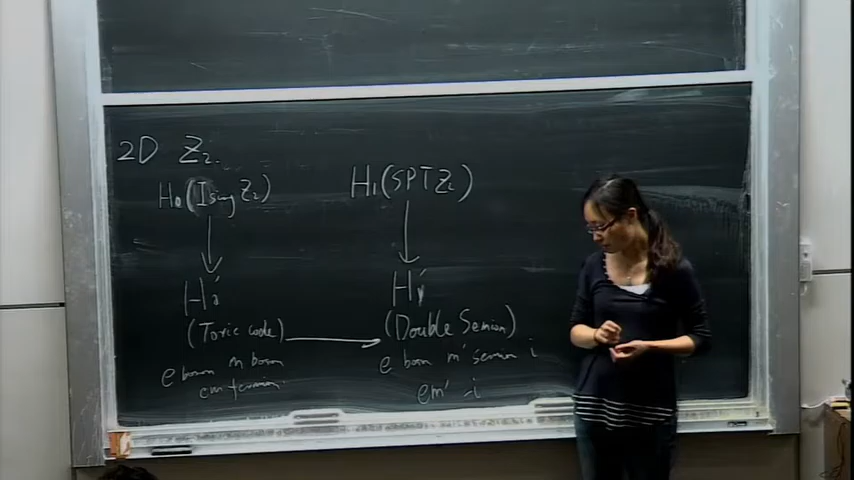 2D Z₂
H₀ (Ising Z₂) H₁ (SPT Z₂)
H₀' H₁'
(Toric code) (Double Semion)
e boson m boson e boson m' semion i
em fermion em' -i